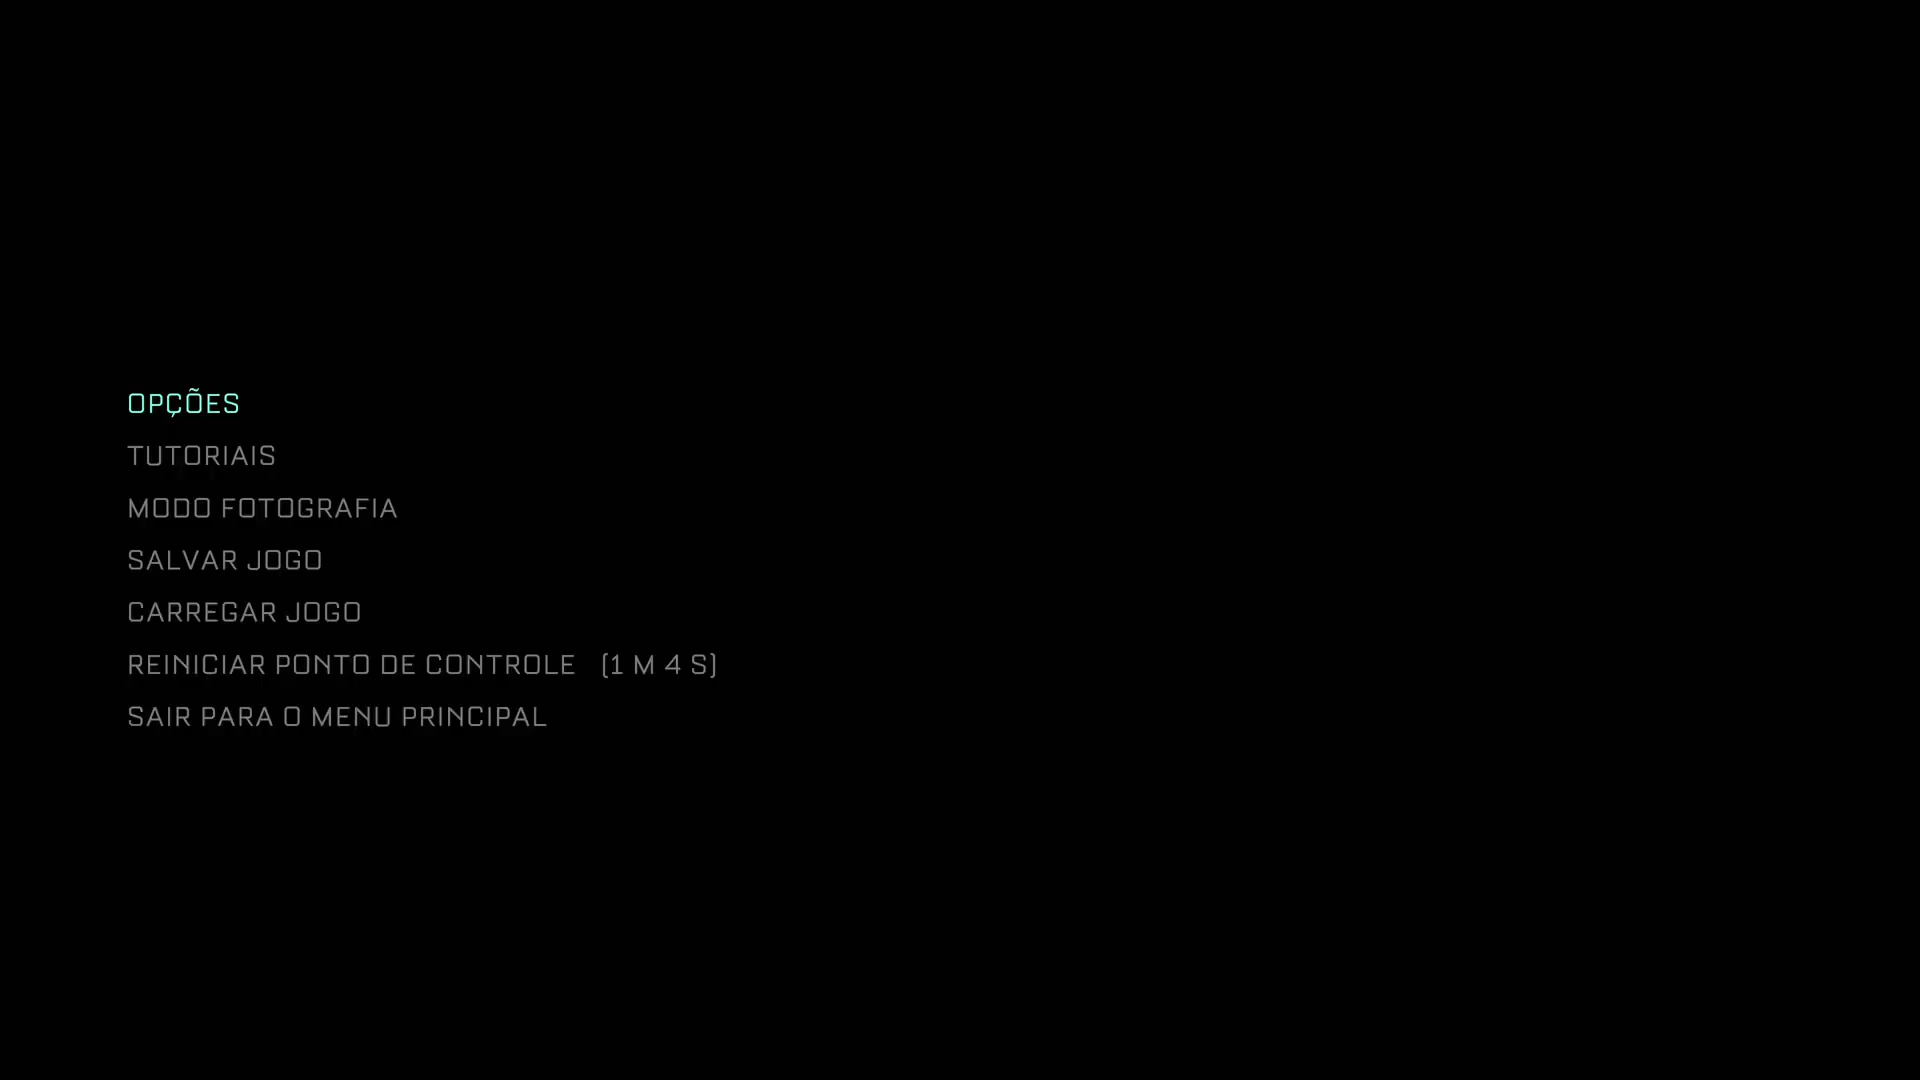 OPÇÕES
TUTORIAIS
MODO FOTOGRAFIA
SALVAR JOGO
CARREGAR JOGO
REINICIAR PONTO DE CONTROLE (1 M 4 S)
SAIR PARA O MENU PRINCIPAL